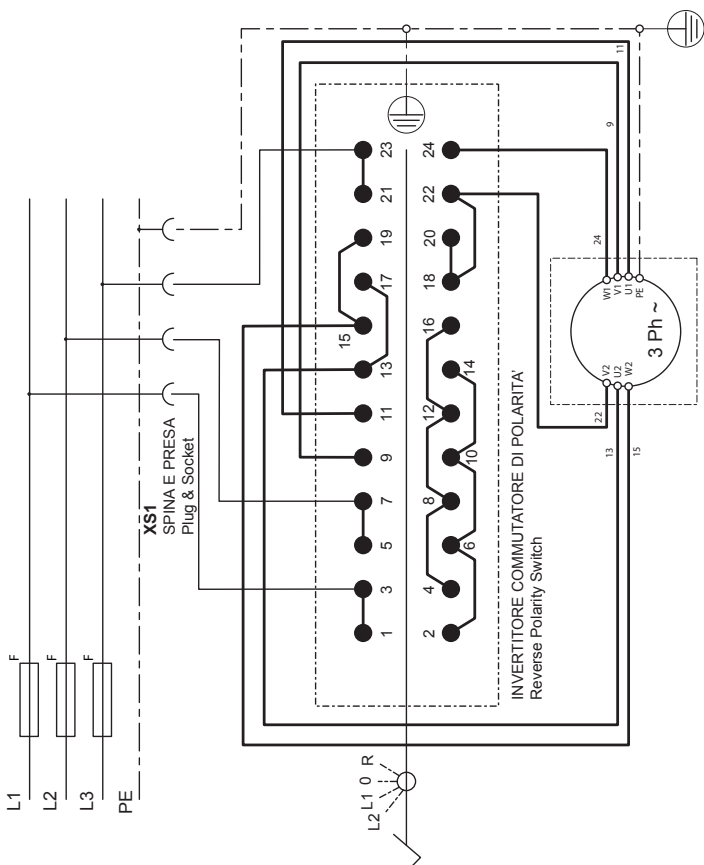 L1
L2
L3
PE
F
F
F
XS1
SPINA E PRESA
Plug & Socket
1
3
5
7
9
11
13
15
17
19
21
23
2
4
6
8
10
12
14
16
18
20
22
24
INVERTITORE COMMUTATORE DI POLARITA'
Reverse Polarity Switch
L2
L1
0
R
11
9
24
22
13
15
W1
V1
U1
PE
V2
U2
W2
3 Ph ~